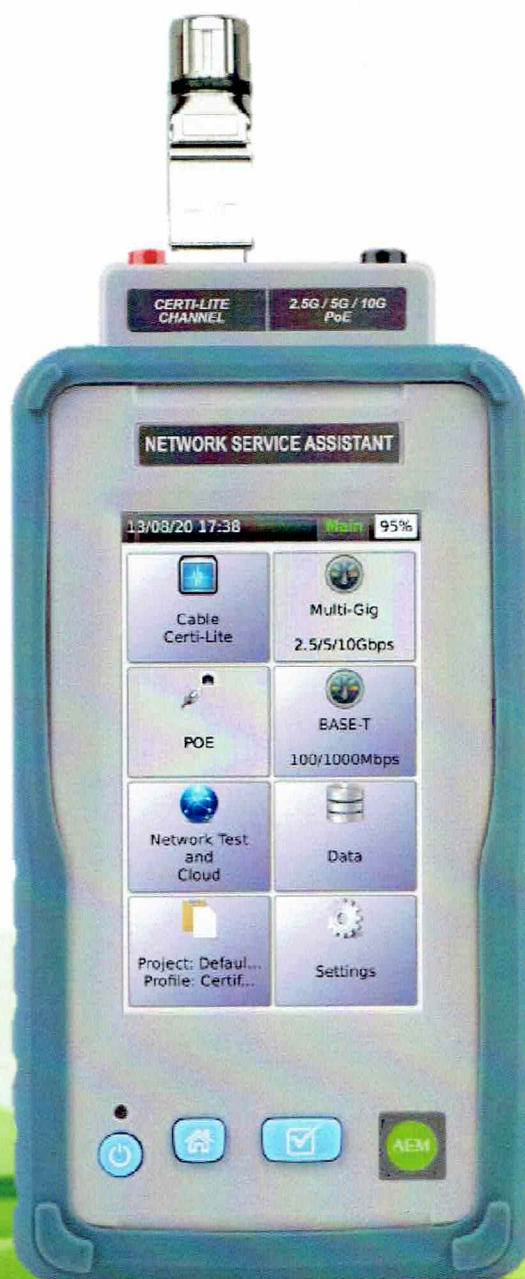 CERTI-LITE
CHANNEL
2.5G / 5G / 10G
PoE
NETWORK SERVICE ASSISTANT
13/08/20 17:38
Main
95%
Cable
Certi-Lite
Multi-Gig
2.5/5/10Gbps
POE
BASE-T
100/1000Mbps
Network Test
and
Cloud
Data
Project: Defaul...
Profile: Certif...
Settings
AEM